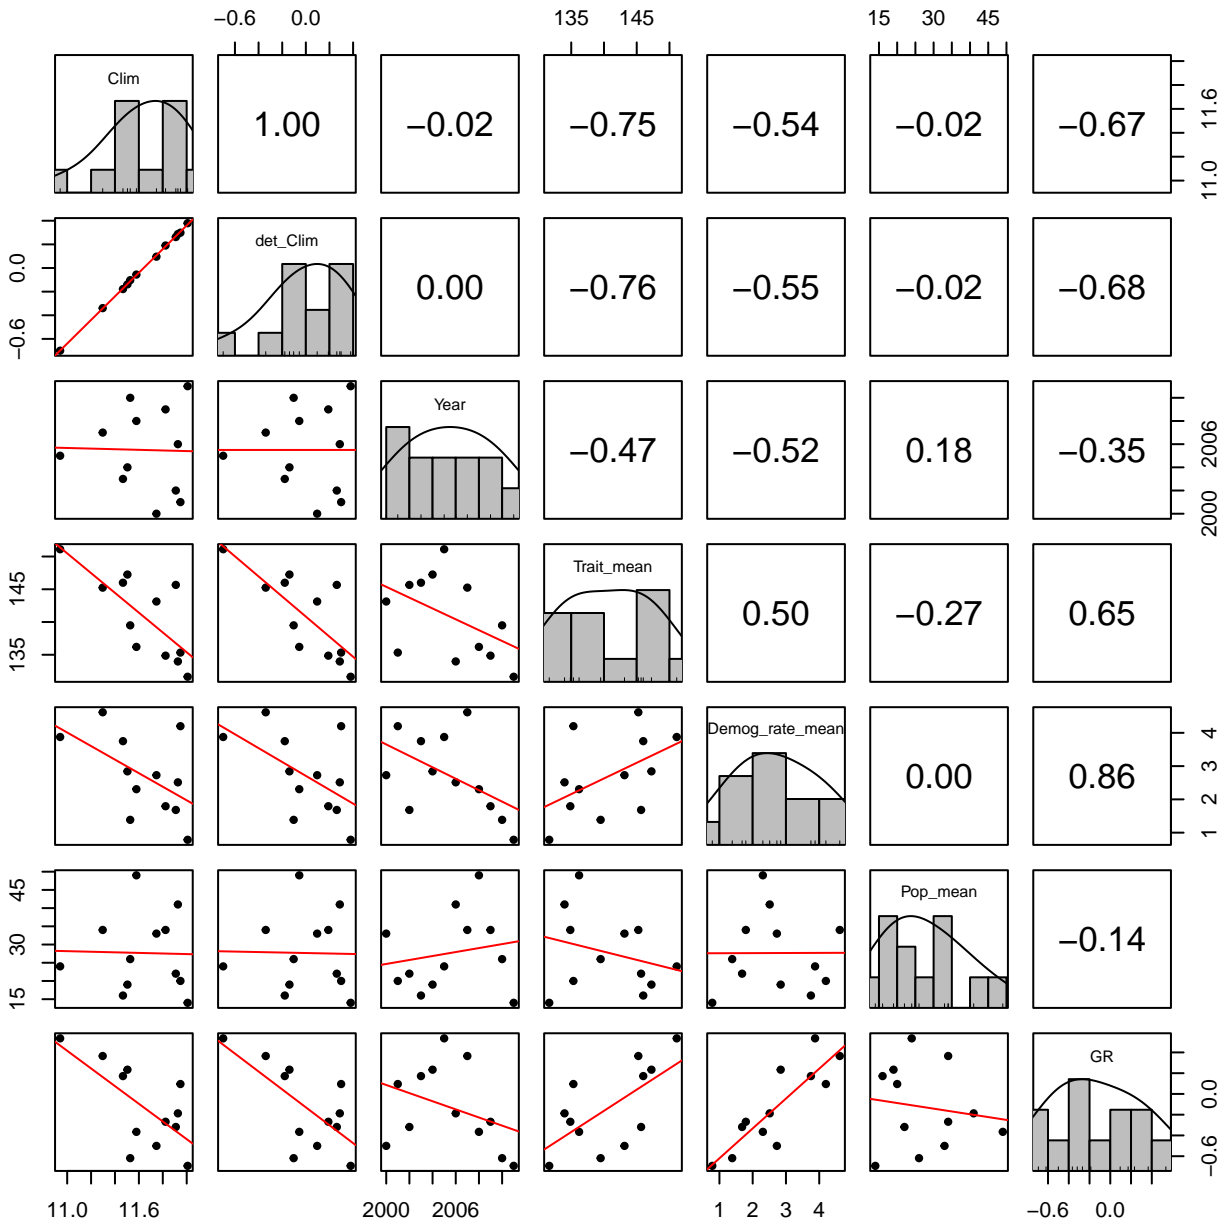 −0.6 0.0 135 145 15 30 45
Clim 1.00 −0.02 −0.75 −0.54 −0.02 −0.67 11.0 11.6
−0.6 0.0 det_Clim 0.00 −0.76 −0.55 −0.02 −0.68
Year −0.47 −0.52 0.18 −0.35 2000 2006
135 145 Trait_mean 0.50 −0.27 0.65
Demog_rate_mean 0.00 0.86 1 2 3 4
15 30 45 Pop_mean −0.14
GR −0.6 0.0
11.0 11.6 2000 2006 1 2 3 4 −0.6 0.0